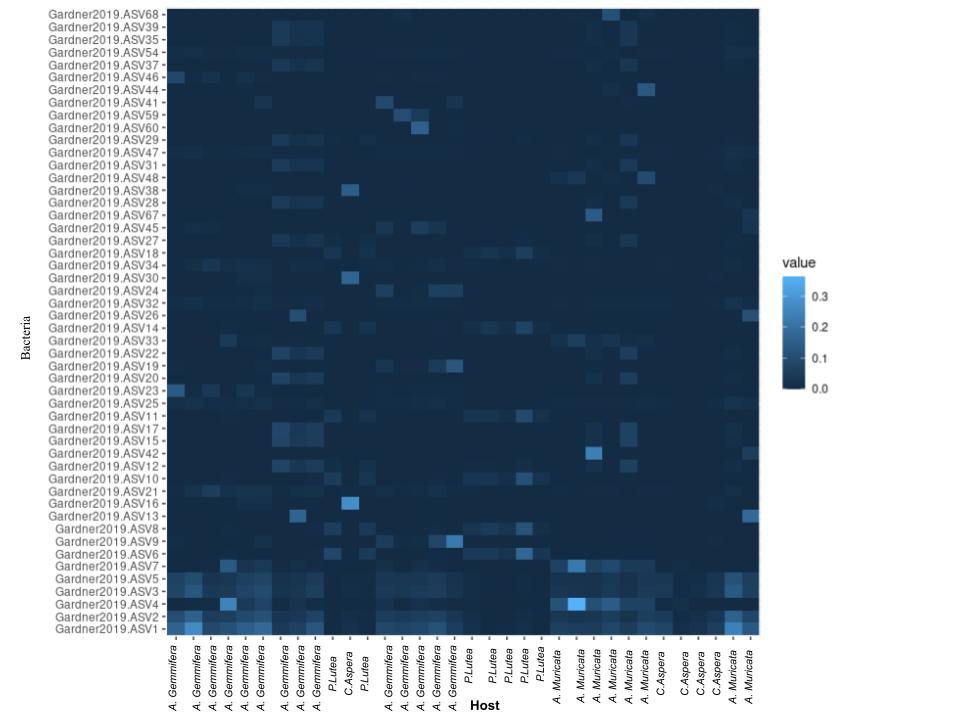 Gardner2019.ASV68
Gardner2019.ASV39
Gardner2019.ASV35
Gardner2019.ASV54
Gardner2019.ASV37
Gardner2019.ASV46
Gardner2019.ASV44
Gardner2019.ASV41
Gardner2019.ASV59
Gardner2019.ASV60
Gardner2019.ASV29
Gardner2019.ASV47
Gardner2019.ASV31
Gardner2019.ASV48
Gardner2019.ASV38
Gardner2019.ASV28
Gardner2019.ASV67
Gardner2019.ASV45
Gardner2019.ASV27
Gardner2019.ASV18
Gardner2019.ASV34
Gardner2019.ASV30
Gardner2019.ASV24
Gardner2019.ASV32
Gardner2019.ASV26
Gardner2019.ASV14
Gardner2019.ASV33
Gardner2019.ASV22
Gardner2019.ASV19
Gardner2019.ASV20
Gardner2019.ASV23
Gardner2019.ASV25
Gardner2019.ASV11
Gardner2019.ASV17
Gardner2019.ASV15
Gardner2019.ASV42
Gardner2019.ASV12
Gardner2019.ASV10
Gardner2019.ASV21
Gardner2019.ASV16
Gardner2019.ASV13
Gardner2019.ASV8
Gardner2019.ASV9
Gardner2019.ASV6
Gardner2019.ASV7
Gardner2019.ASV5
Gardner2019.ASV3
Gardner2019.ASV4
Gardner2019.ASV2
Gardner2019.ASV1
Bacteria
A. Gemmifera
A. Gemmifera
A. Gemmifera
A. Gemmifera
A. Gemmifera
A. Gemmifera
A. Gemmifera
A. Gemmifera
A. Gemmifera
P.Lutea
C.Aspera
P.Lutea
A. Gemmifera
A. Gemmifera
A. Gemmifera
A. Gemmifera
A. Gemmifera
P.Lutea
P.Lutea
P.Lutea
P.Lutea
P.Lutea
A. Muricata
A. Muricata
A. Muricata
A. Muricata
A. Muricata
A. Muricata
C.Aspera
C.Aspera
C.Aspera
C.Aspera
A. Muricata
A. Muricata
Host
value
0.3
0.2
0.1
0.0